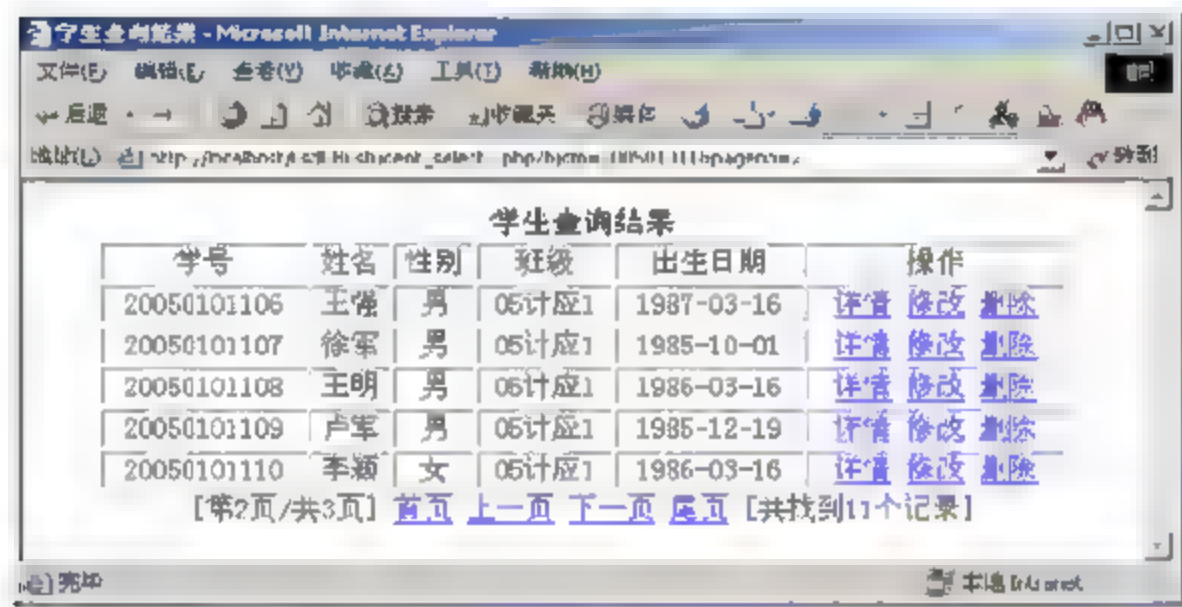 学生查询结果 - Microsoft Internet Explorer
文件(F) 编辑(E) 查看(V) 收藏(A) 工具(T) 帮助(H)
后退 搜索 收藏夹 媒体
地址(D) 转到
学生查询结果
学号 姓名 性别 班级 出生日期 操作
20050101106 王强 男 05计应1 1987-03-16 详情 修改 删除
20050101107 徐军 男 05计应1 1985-10-01 详情 修改 删除
20050101108 王明 男 05计应1 1986-03-16 详情 修改 删除
20050101109 卢军 男 05计应1 1985-12-19 详情 修改 删除
20050101110 李颖 女 05计应1 1986-03-16 详情 修改 删除
[第2页/共3页] 首页 上一页 下一页 尾页 [共找到11个记录]
完毕 本地 Intranet